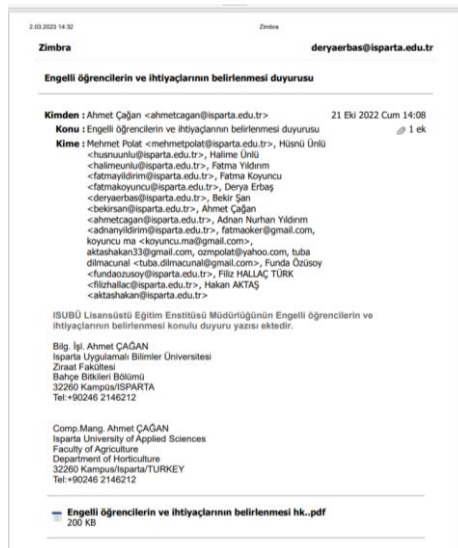 2.03.2023 14:32
Zimbra
Zimbra
deryaerbas@isparta.edu.tr
Engelli öğrencilerin ve ihtiyaçlarının belirlenmesi duyurusu
Kimden : Ahmet Çağan <ahmetcagan@isparta.edu.tr>
21 Eki 2022 Cum 14:08
Konu : Engelli öğrencilerin ve ihtiyaçlarının belirlenmesi duyurusu
1 ek
Kime : Mehmet Polat <mehmetpolat@isparta.edu.tr>, Hüsnü Ünlü
<husnuunlu@isparta.edu.tr>, Halime Ünlü
<halimeunlu@isparta.edu.tr>, Fatma Yıldırım
<fatmayildirim@isparta.edu.tr>, Fatma Koyuncu
<fatmakoyuncu@isparta.edu.tr>, Derya Erbaş
<deryaerbas@isparta.edu.tr>, Bekir Şan
<bekirsan@isparta.edu.tr>, Ahmet Çağan
<ahmetcagan@isparta.edu.tr>, Adnan Nurhan Yıldırım
<adnanyildirim@isparta.edu.tr>, fatmaoker@gmail.com,
koyuncu ma <koyuncu.ma@gmail.com>,
aktashakan33@gmail.com, ozmpolat@yahoo.com, tuba
dilmacunal <tuba.dilmacunal@gmail.com>, Funda Özüsoy
<fundaozusoy@isparta.edu.tr>, Filiz HALLAÇ TÜRK
<filizhallac@isparta.edu.tr>, Hakan AKTAŞ
<aktashakan@isparta.edu.tr>
ISUBÜ Lisansüstü Eğitim Enstitüsü Müdürlüğünün Engelli öğrencilerin ve
ihtiyaçlarının belirlenmesi konulu duyuru yazısı ektedir.
Bilg. İşl. Ahmet ÇAĞAN
Isparta Uygulamalı Bilimler Üniversitesi
Ziraat Fakültesi
Bahçe Bitkileri Bölümü
32260 Kampüs/ISPARTA
Tel:+90246 2146212
Comp.Mang. Ahmet ÇAĞAN
Isparta University of Applied Sciences
Faculty of Agriculture
Department of Horticulture
32260 Kampus/Isparta/TURKEY
Tel:+90246 2146212
Engelli öğrencilerin ve ihtiyaçlarının belirlenmesi hk..pdf
200 KB